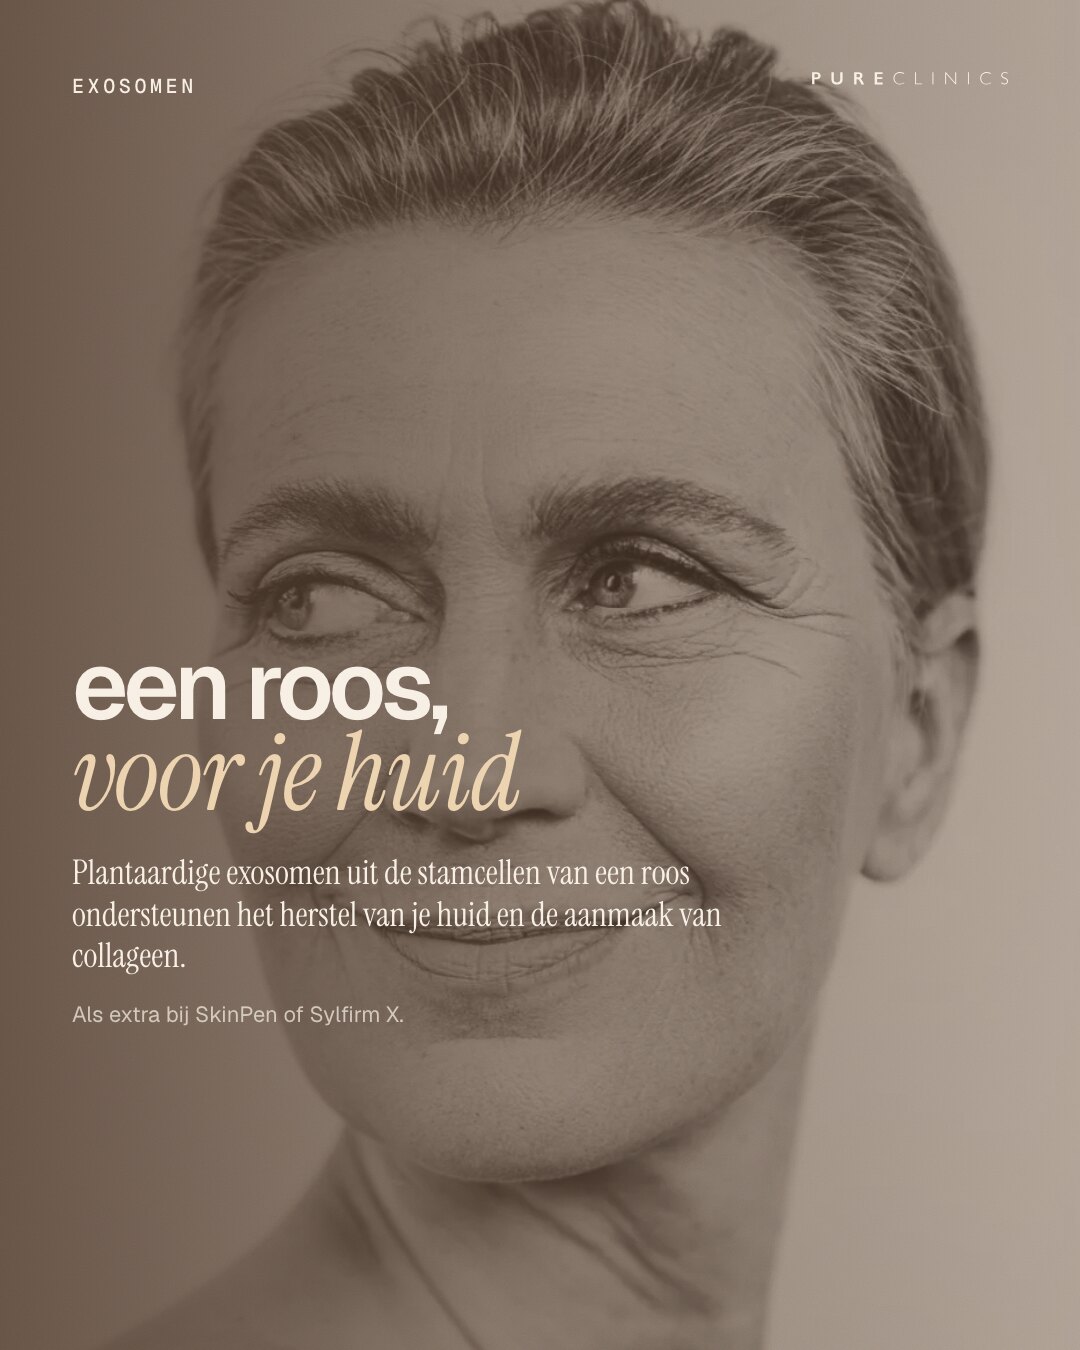 EXOSOMEN
PURECLINICS
een roos,
voor je huid
Plantaardige exosomen uit de stamcellen van een roos
ondersteunen het herstel van je huid en de aanmaak van
collageen.
Als extra bij SkinPen of Sylfirm X.